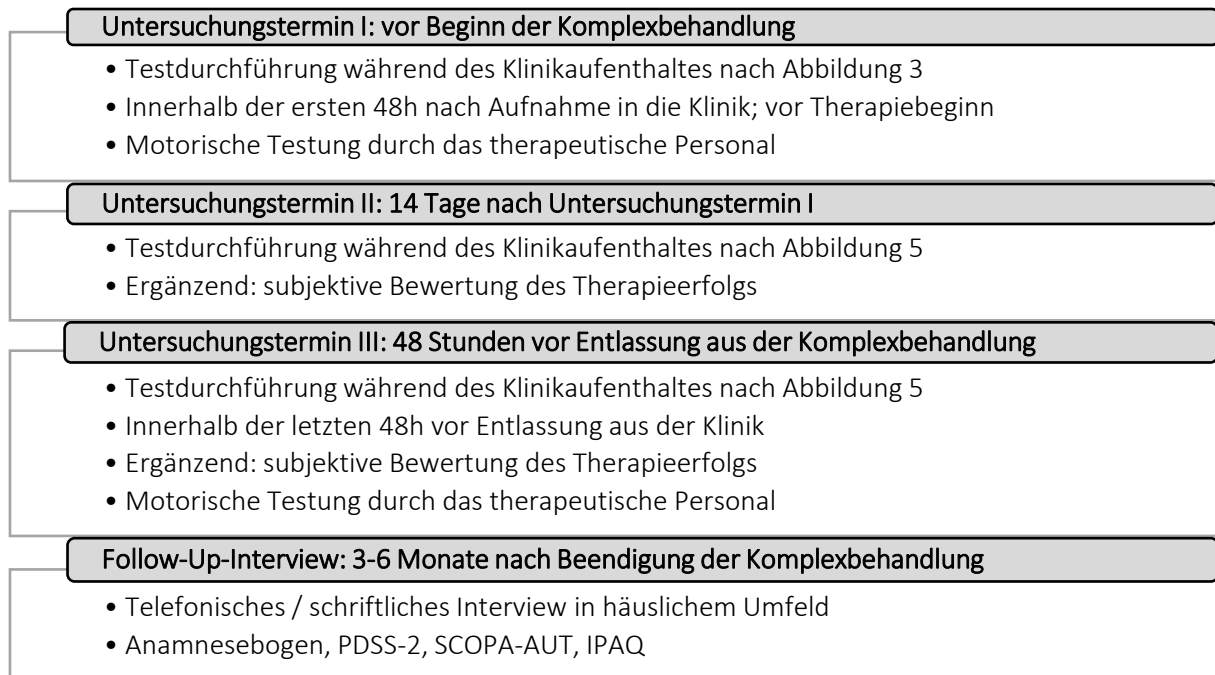 Untersuchungstermin I: vor Beginn der Komplexbehandlung
• Testdurchführung während des Klinikaufenthaltes nach Abbildung 3
• Innerhalb der ersten 48h nach Aufnahme in die Klinik; vor Therapiebeginn
• Motorische Testung durch das therapeutische Personal
Untersuchungstermin II: 14 Tage nach Untersuchungstermin I
• Testdurchführung während des Klinikaufenthaltes nach Abbildung 5
• Ergänzend: subjektive Bewertung des Therapieerfolgs
Untersuchungstermin III: 48 Stunden vor Entlassung aus der Komplexbehandlung
• Testdurchführung während des Klinikaufenthaltes nach Abbildung 5
• Innerhalb der letzten 48h vor Entlassung aus der Klinik
• Ergänzend: subjektive Bewertung des Therapieerfolgs
• Motorische Testung durch das therapeutische Personal
Follow-Up-Interview: 3-6 Monate nach Beendigung der Komplexbehandlung
• Telefonisches / schriftliches Interview in häuslichem Umfeld
• Anamnesebogen, PDSS-2, SCOPA-AUT, IPAQ